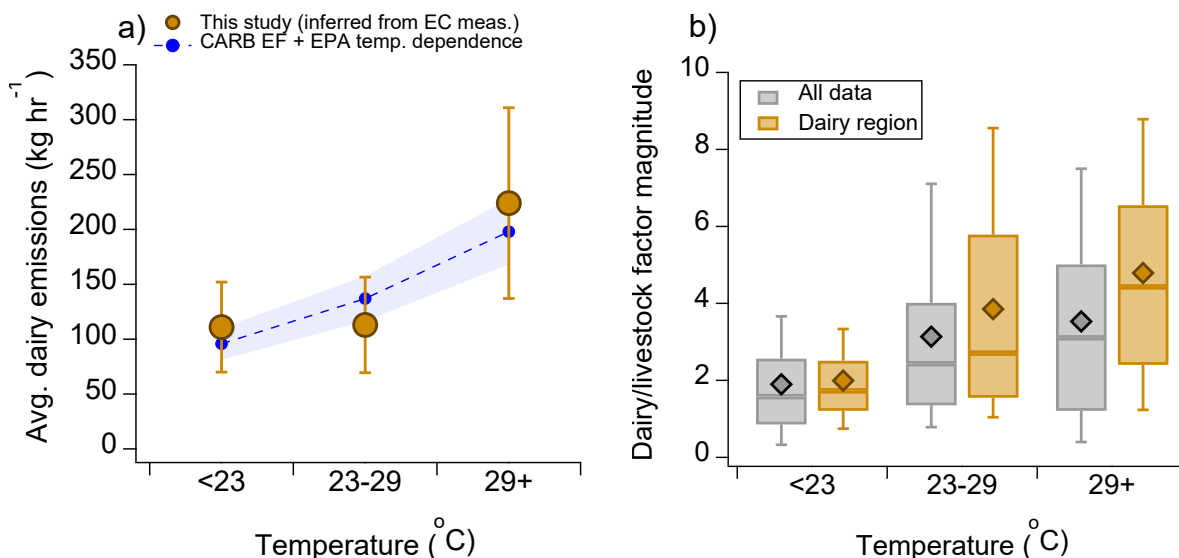 a)
This study (inferred from EC meas.)
CARB EF + EPA temp. dependence
Avg. dairy emissions (kg hr⁻¹)
350
300
250
200
150
100
50
0
<23
23-29
29+
Temperature (°C)
b)
All data
Dairy region
Dairy/livestock factor magnitude
10
8
6
4
2
0
<23
23-29
29+
Temperature (°C)